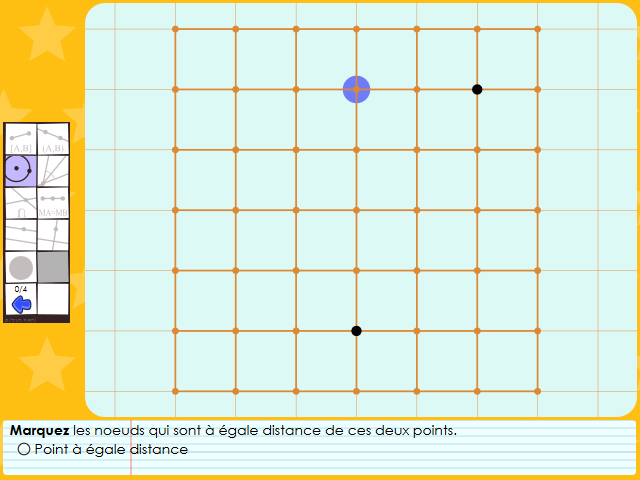 [A,B]
(A,B)
MA=MB
0/4
Marquez les noeuds qui sont à égale distance de ces deux points.
Point à égale distance